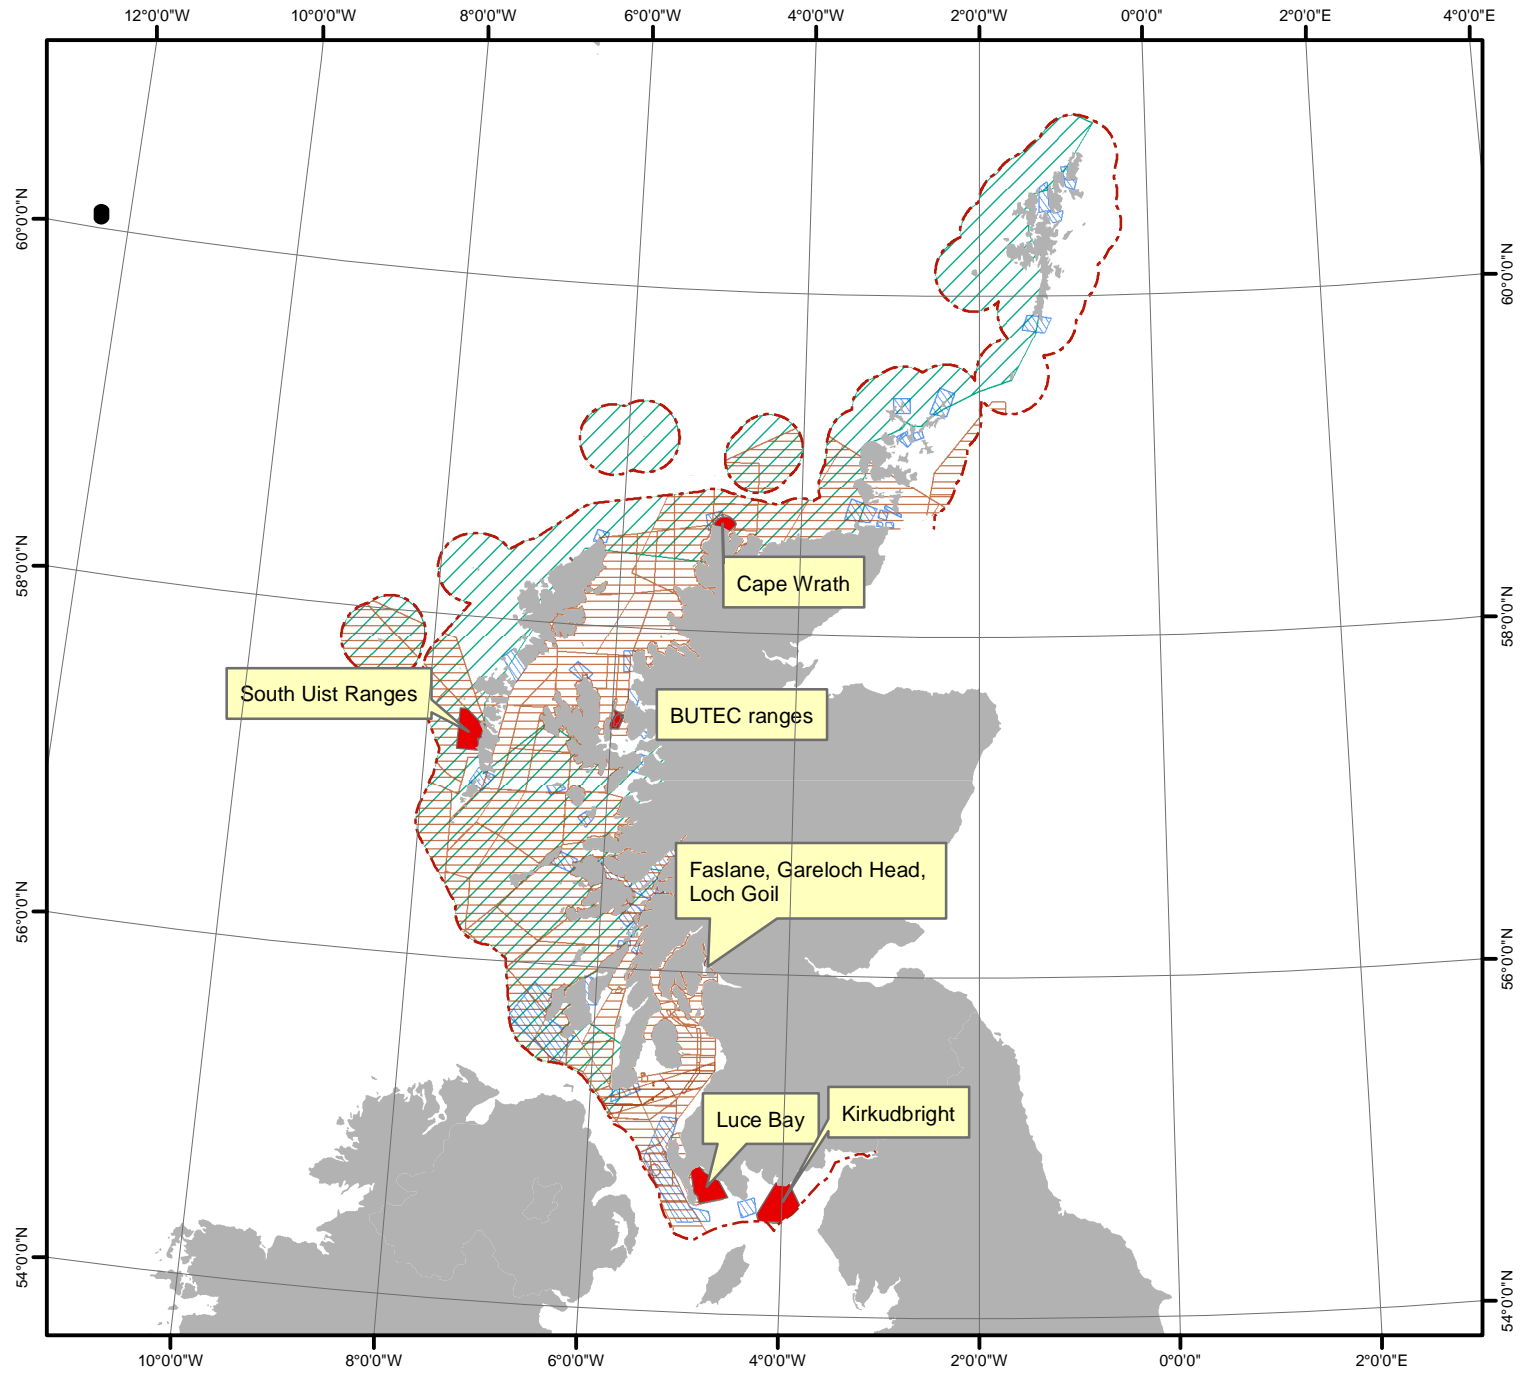 12°0'0"W 10°0'0"W 8°0'0"W 6°0'0"W 4°0'0"W 2°0'0"W 0°0'0" 2°0'0"E 4°0'0"E
60°0'0"N
60°0'0"N
58°0'0"N
Cape Wrath
58°0'0"N
South Uist Ranges
BUTEC ranges
Faslane, Gareloch Head,
Loch Goil
56°0'0"N
56°0'0"N
Luce Bay
Kirkudbright
54°0'0"N
54°0'0"N
10°0'0"W 8°0'0"W 6°0'0"W 4°0'0"W 2°0'0"W 0°0'0" 2°0'0"E